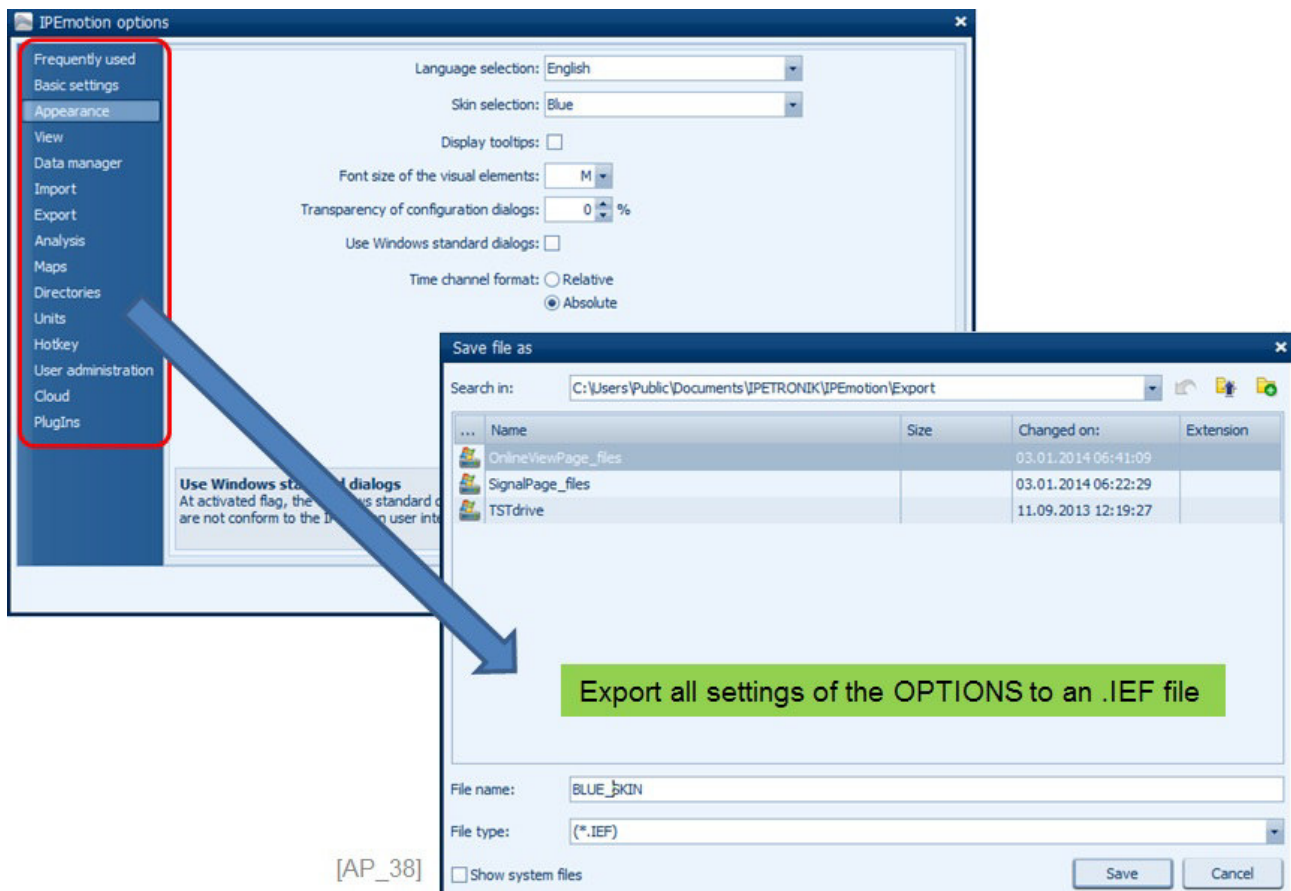 IPEmotion options
Frequently used
Basic settings
Appearance
View
Data manager
Import
Export
Analysis
Maps
Directories
Units
Hotkey
User administration
Cloud
PlugIns
Language selection: English
Skin selection: Blue
Display tooltips:
Font size of the visual elements: M
Transparency of configuration dialogs: 0 %
Use Windows standard dialogs:
Time channel format: Relative
Absolute
Use Windows dialogs
At activated flag, the standard
are not conform to the user
Save file as
Search in: C:\Users\Public\Documents\IPETRONIK\IPEmotion\Export
... Name Size Changed on: Extension
OnlineViewPage_files 03.01.2014 06:41:09
SignalPage_files 03.01.2014 06:22:29
TSTdrive 11.09.2013 12:19:27
Export all settings of the OPTIONS to an .IEF file
File name: BLUE_SKIN
File type: (*.IEF)
Show system files Save Cancel
[AP_38]